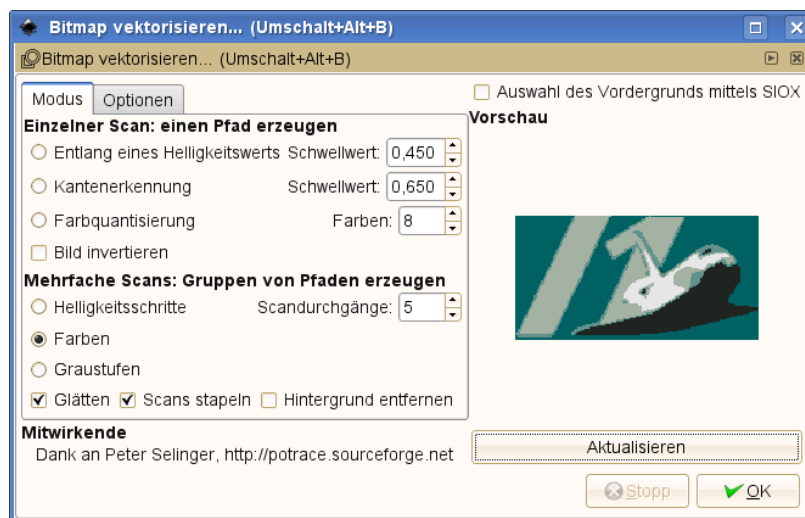 Bitmap vektorisieren... (Umschalt+Alt+B)
Bitmap vektorisieren... (Umschalt+Alt+B)
Modus Optionen
Einzelner Scan: einen Pfad erzeugen
Entlang eines Helligkeitswerts Schwellwert: 0,450
Kantenerkennung Schwellwert: 0,650
Farbquantisierung Farben: 8
Bild invertieren
Mehrfache Scans: Gruppen von Pfaden erzeugen
Helligkeitsschritte Scandurchgänge: 5
Farben
Graustufen
Glätten Scans stapeln Hintergrund entfernen
Mitwirkende
Dank an Peter Selinger, http://potrace.sourceforge.net
Auswahl des Vordergrunds mittels SIOX
Vorschau
Aktualisieren
Stopp OK